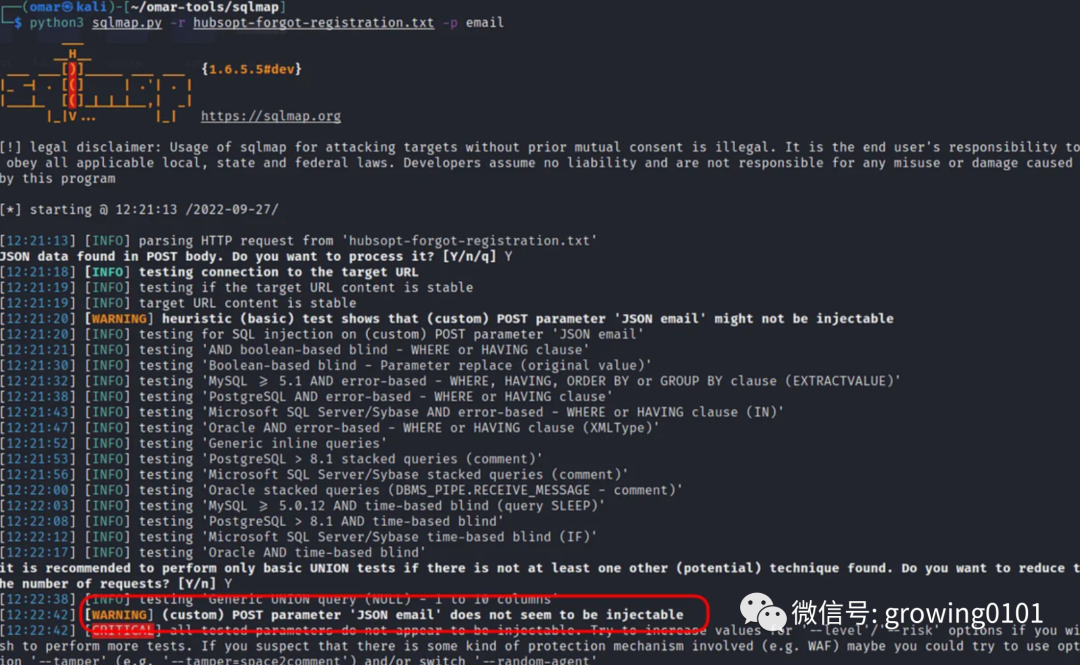 (omar㉿kali)-[~/omar-tools/sqlmap]
$ python3 sqlmap.py -r hubsopt-forgot-registration.txt -p email
{1.6.5.5#dev}
https://sqlmap.org
[!] legal disclaimer: Usage of sqlmap for attacking targets without prior mutual consent is illegal. It is the end user's responsibility to
obey all applicable local, state and federal laws. Developers assume no liability and are not responsible for any misuse or damage caused
by this program
[*] starting @ 12:21:13 /2022-09-27/
[12:21:13] [INFO] parsing HTTP request from 'hubsopt-forgot-registration.txt'
JSON data found in POST body. Do you want to process it? [Y/n/q] Y
[12:21:18] [INFO] testing connection to the target URL
[12:21:19] [INFO] testing if the target URL content is stable
[12:21:19] [INFO] target URL content is stable
[12:21:20] [WARNING] heuristic (basic) test shows that (custom) POST parameter 'JSON email' might not be injectable
[12:21:20] [INFO] testing for SQL injection on (custom) POST parameter 'JSON email'
[12:21:21] [INFO] testing 'AND boolean-based blind - WHERE or HAVING clause'
[12:21:30] [INFO] testing 'Boolean-based blind - Parameter replace (original value)'
[12:21:32] [INFO] testing 'MySQL ≥ 5.1 AND error-based - WHERE, HAVING, ORDER BY or GROUP BY clause (EXTRACTVALUE)'
[12:21:38] [INFO] testing 'PostgreSQL AND error-based - WHERE or HAVING clause'
[12:21:43] [INFO] testing 'Microsoft SQL Server/Sybase AND error-based - WHERE or HAVING clause (IN)'
[12:21:47] [INFO] testing 'Oracle AND error-based - WHERE or HAVING clause (XMLType)'
[12:21:52] [INFO] testing 'Generic inline queries'
[12:21:53] [INFO] testing 'PostgreSQL > 8.1 stacked queries (comment)'
[12:21:56] [INFO] testing 'Microsoft SQL Server/Sybase stacked queries (comment)'
[12:22:00] [INFO] testing 'Oracle stacked queries (DBMS_PIPE.RECEIVE_MESSAGE - comment)'
[12:22:03] [INFO] testing 'MySQL ≥ 5.0.12 AND time-based blind (query SLEEP)'
[12:22:08] [INFO] testing 'PostgreSQL > 8.1 AND time-based blind'
[12:22:12] [INFO] testing 'Microsoft SQL Server/Sybase time-based blind (IF)'
[12:22:17] [INFO] testing 'Oracle AND time-based blind'
it is recommended to perform only basic UNION tests if there is not at least one other (potential) technique found. Do you want to reduce t
he number of requests? [Y/n] Y
[12:22:38] [INFO] testing 'Generic UNION query (NULL) - 1 to 10 columns'
[12:22:42] [WARNING] (custom) POST parameter 'JSON email' does not seem to be injectable
[12:22:42] [CRITICAL] all tested parameters do not appear to be injectable. Try to increase values for '--level'/'--risk' options if you wi
sh to perform more tests. If you suspect that there is some kind of protection mechanism involved (e.g. WAF) maybe you could try to use opt
ion '--tamper' (e.g. '--tamper=space2comment') and/or switch '--random-agent'
微信号: growing0101